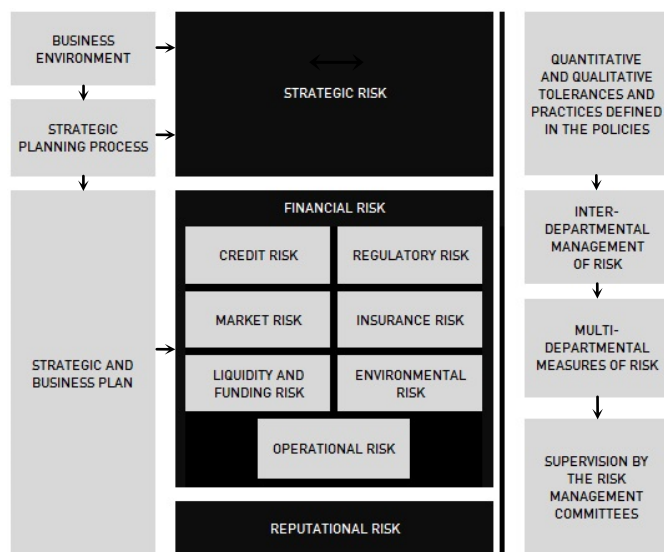 BUSINESS
ENVIRONMENT
STRATEGIC
PLANNING PROCESS
STRATEGIC AND
BUSINESS PLAN
STRATEGIC RISK
FINANCIAL RISK
CREDIT RISK
REGULATORY RISK
MARKET RISK
INSURANCE RISK
LIQUIDITY AND
FUNDING RISK
ENVIRONMENTAL
RISK
OPERATIONAL RISK
REPUTATIONAL RISK
QUANTITATIVE
AND QUALITATIVE
TOLERANCES AND
PRACTICES DEFINED
IN THE POLICIES
INTER-
DEPARTMENTAL
MANAGEMENT
OF RISK
MULTI-
DEPARTMENTAL
MEASURES OF RISK
SUPERVISION BY
THE RISK
MANAGEMENT
COMMITTEES